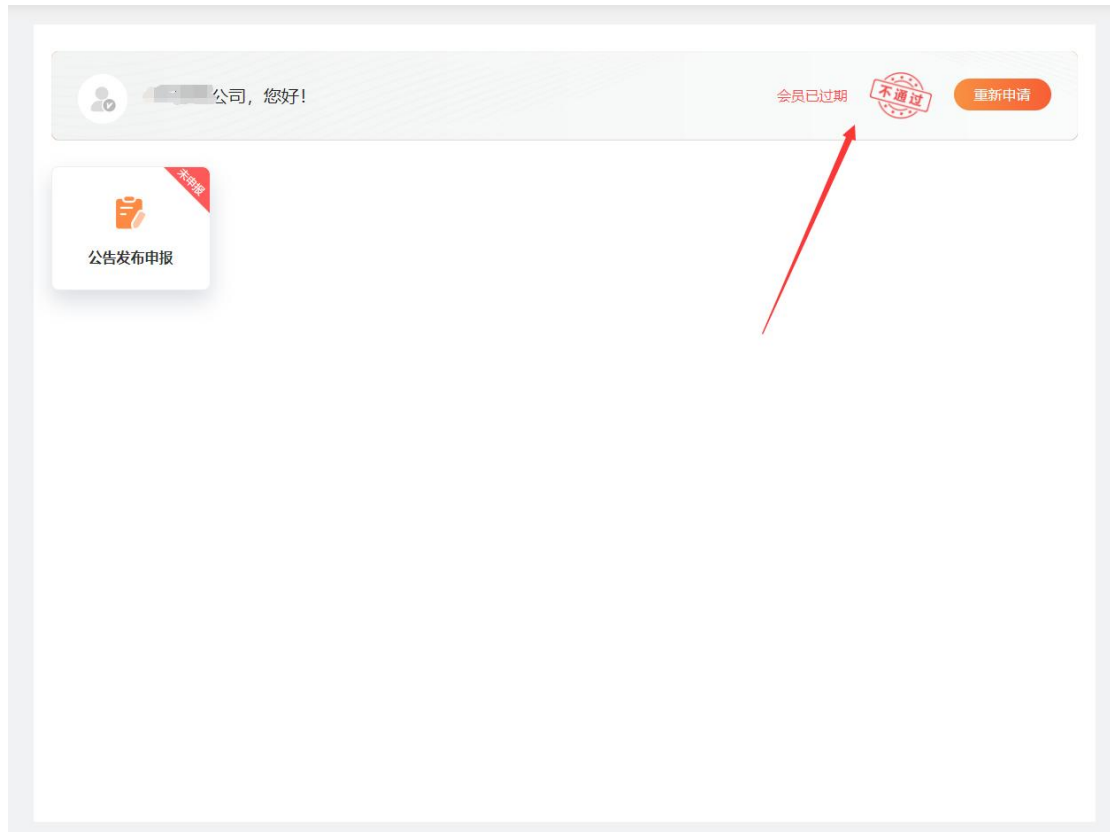 公司，您好！
会员已过期
不通过
重新申请
未申报
公告发布申报